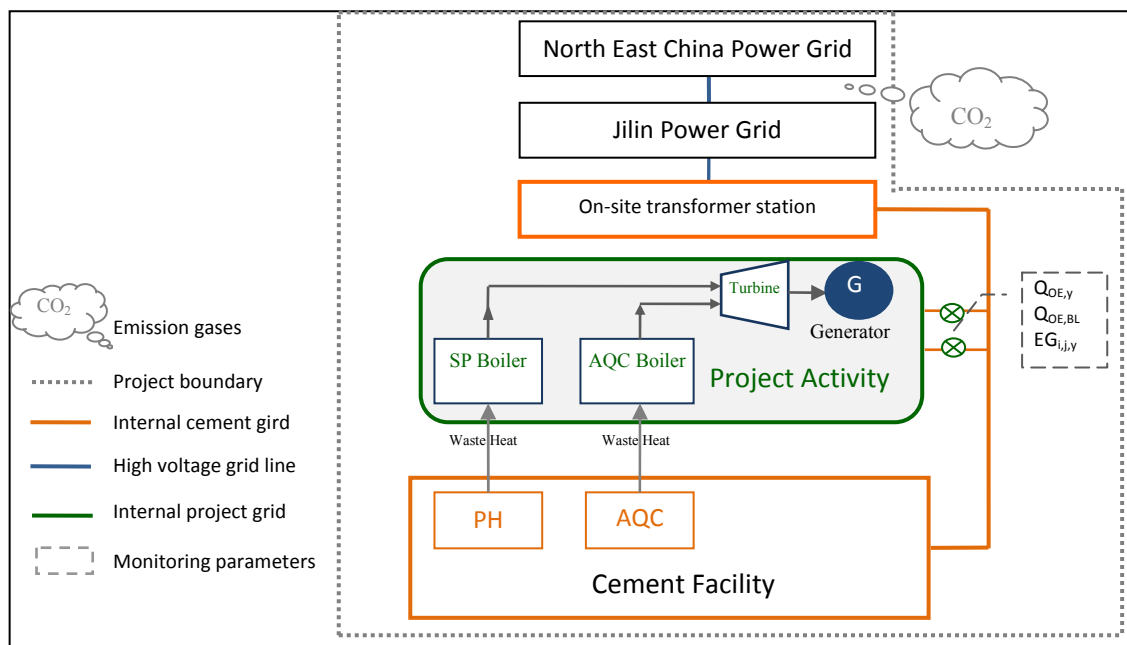 North East China Power Grid
CO2
Jilin Power Grid
On-site transformer station
Turbine
G
Generator
QOE,y
QOE,BL
EGi,j,y
SP Boiler
AQC Boiler
Project Activity
Waste Heat
Waste Heat
PH
AQC
Cement Facility
CO2
Emission gases
Project boundary
Internal cement gird
High voltage grid line
Internal project grid
Monitoring parameters